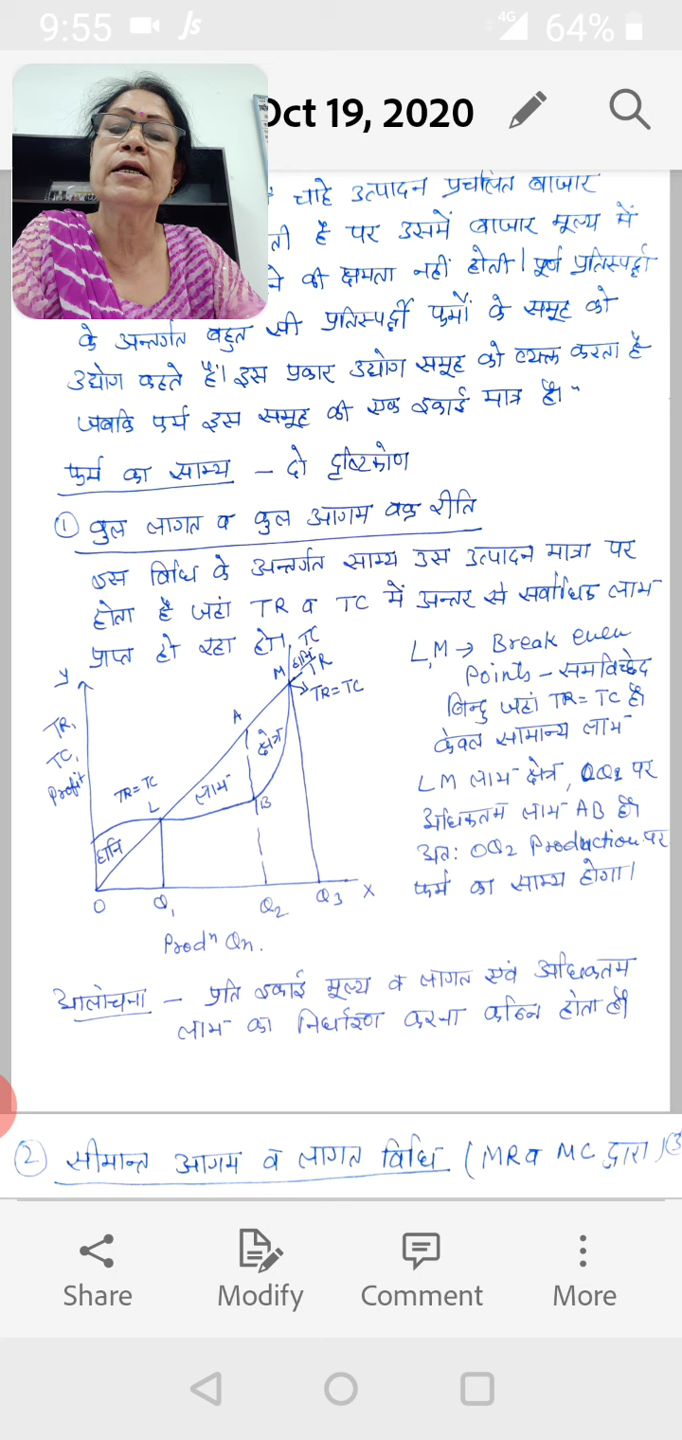 9:55
4G
64%
Oct 19, 2020
चाहे उत्पादन प्रचलित बाजार
ती है पर उसमें बाजार मूल्य में
ने की क्षमता नहीं होती। पूर्ण प्रतिस्पर्द्धा
के अन्तर्गत बहुत सी प्रतिस्पर्द्धी फर्मों के समूह को
उद्योग कहते हैं। इस प्रकार उद्योग समूह को व्यक्त करता है
जबकि फर्म इस समूह की एक इकाई मात्र है।"
फर्म का साम्य - दो दृष्टिकोण
① कुल लागत व कुल आगम वक्र रीति
इस विधि के अन्तर्गत साम्य उस उत्पादन मात्रा पर
होता है जहां TR व TC में अन्तर से सर्वाधिक लाभ
प्राप्त हो रहा हो।
TC
हानि
TR
M
TR=TC
Y
TR,
TC,
Profit
A
TR=TC
L
लाभ
क्षेत्र
B
हानि
O
Q1
Q2
Q3
X
Prodⁿ Qn.
L,M → Break even
Points - समविच्छेद
बिन्दु जहां TR=TC है।
केवल सामान्य लाभ
LM लाभ क्षेत्र, OQ2 पर
अधिकतम लाभ AB है।
अत: OQ2 Production पर
फर्म का साम्य होगा।
आलोचना - प्रति इकाई मूल्य व लागत एवं अधिकतम
लाभ का निर्धारण करना कठिन होता है।
② सीमान्त आगम व लागत विधि (MR व MC द्वारा) ③
Share
Modify
Comment
More